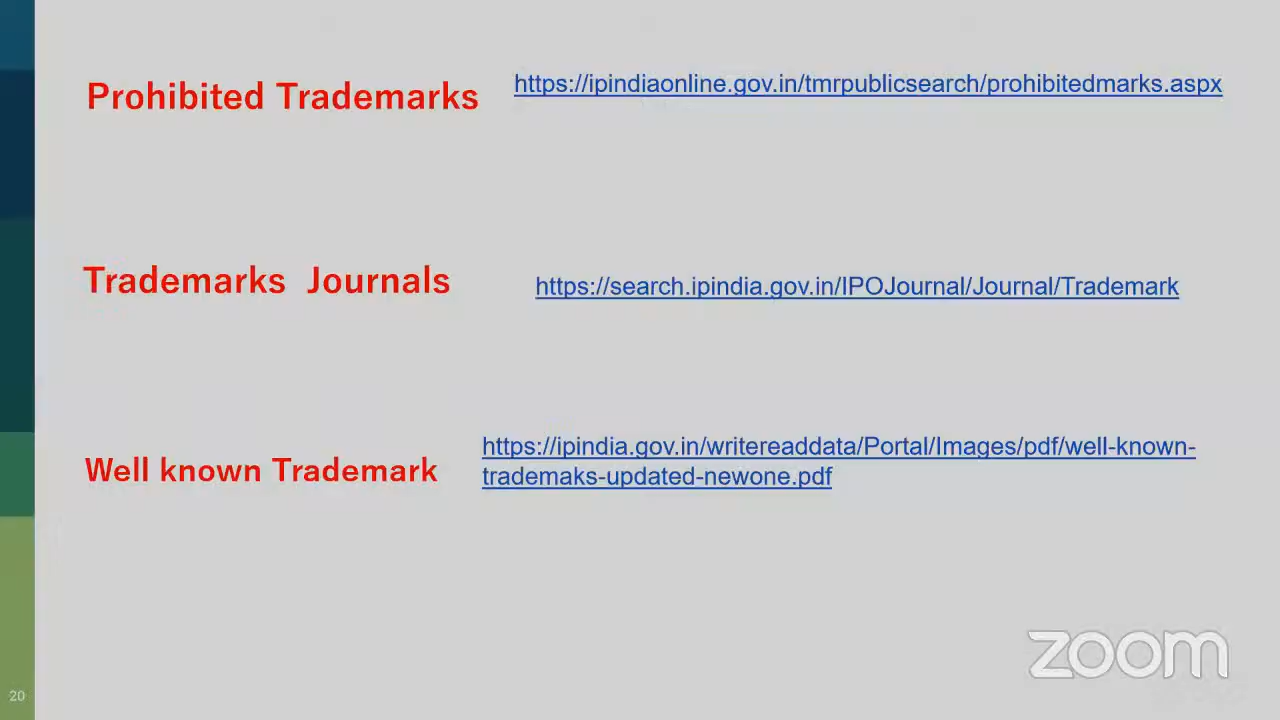 Prohibited Trademarks https://ipindiaonline.gov.in/tmrpublicsearch/prohibitedmarks.aspx
Trademarks Journals https://search.ipindia.gov.in/IPOJournal/Journal/Trademark
Well known Trademark https://ipindia.gov.in/writereaddata/Portal/Images/pdf/well-known-
trademaks-updated-newone.pdf
zoom
20